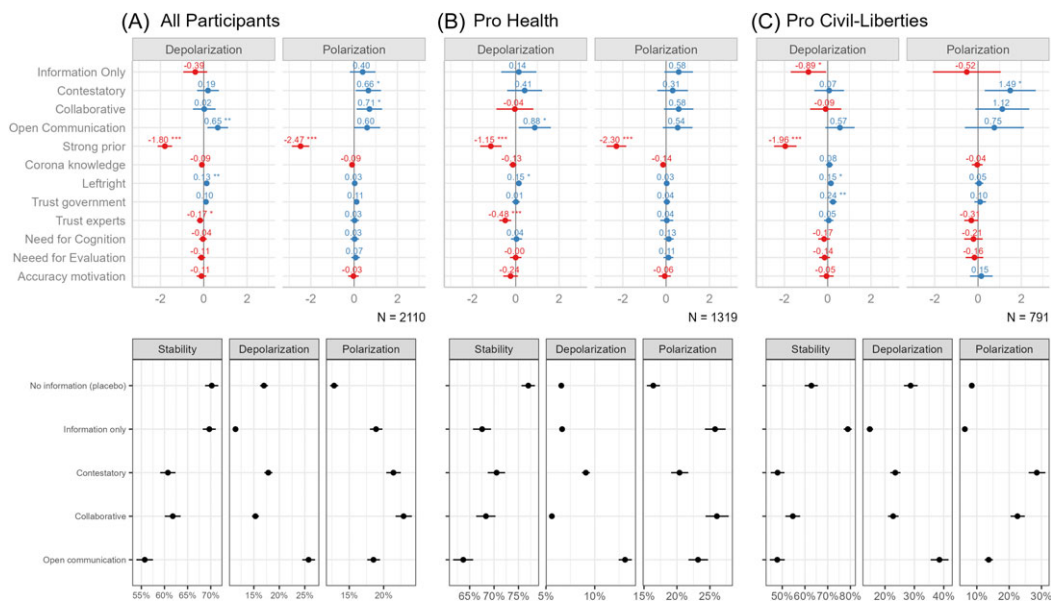 (A) All Participants
(B) Pro Health
(C) Pro Civil-Liberties
Depolarization Polarization Depolarization Polarization Depolarization Polarization
Information Only -0.39 0.40 0.14 0.58 -0.89 * -0.52
Contestatory 0.19 0.66 * 0.41 0.31 0.07 1.49 *
Collaborative 0.02 0.71 * -0.04 0.58 -0.09 1.12
Open Communication 0.65 ** 0.60 0.88 * 0.54 0.57 0.75
Strong prior -1.80 *** -2.47 *** -1.15 *** -2.30 *** -1.96 ***
Corona knowledge -0.09 -0.09 -0.13 -0.14 0.08 -0.04
Leftright 0.13 ** 0.03 0.15 * 0.03 0.15 * 0.05
Trust government 0.10 0.11 0.01 0.04 0.24 ** 0.10
Trust experts -0.17 * 0.03 -0.48 *** 0.04 0.05 -0.31
Need for Cognition -0.04 0.03 0.04 0.13 -0.17 -0.21
Neeed for Evaluation -0.11 0.07 -0.00 0.11 -0.14 -0.16
Accuracy motivation -0.11 -0.03 -0.24 -0.06 -0.05 0.15
-2 0 2 -2 0 2 -2 0 2 -2 0 2 -2 0 2 -2 0 2
N = 2110 N = 1319 N = 791
Stability Depolarization Polarization Stability Depolarization Polarization Stability Depolarization Polarization
No information (placebo)
Information only
Contestatory
Collaborative
Open communication
55% 60% 65% 70% 15% 20% 25% 15% 20% 65% 70% 75% 5% 10% 15% 20% 25% 50% 60% 70% 80% 20% 30% 40% 10% 20% 30%